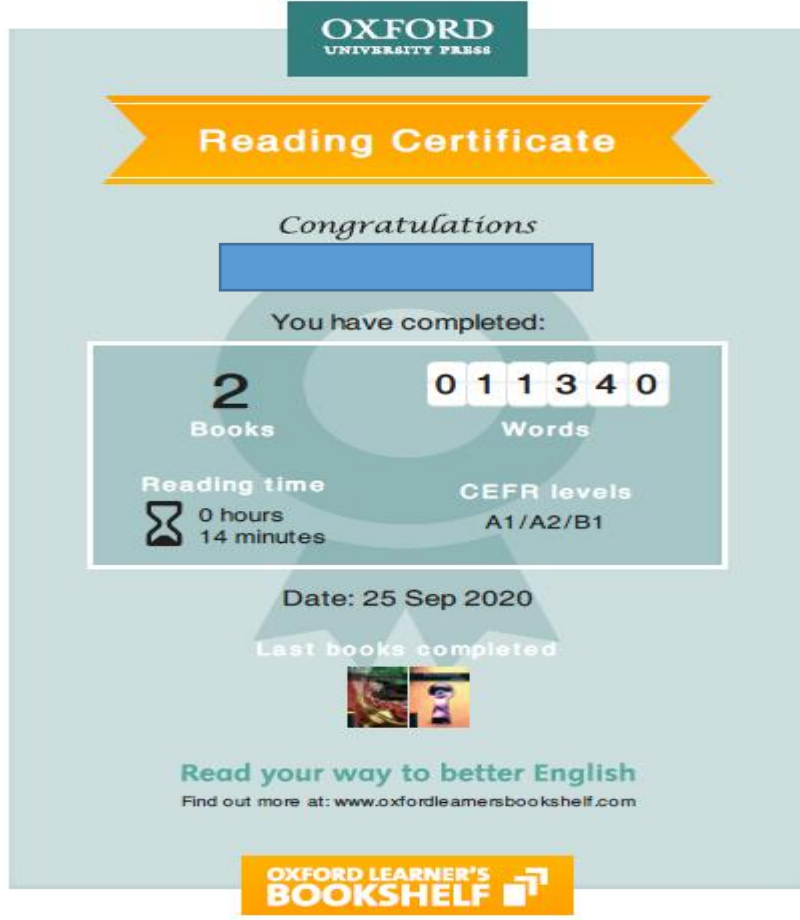 OXFORD
UNIVERSITY PRESS
Reading Certificate
Congratulations
You have completed:
2
Books
011340
Words
Reading time
0 hours
14 minutes
CEFR levels
A1/A2/B1
Date: 25 Sep 2020
Last books completed
Read your way to better English
Find out more at: www.oxfordlearnersbookshelf.com
OXFORD LEARNER'S
BOOKSHELF